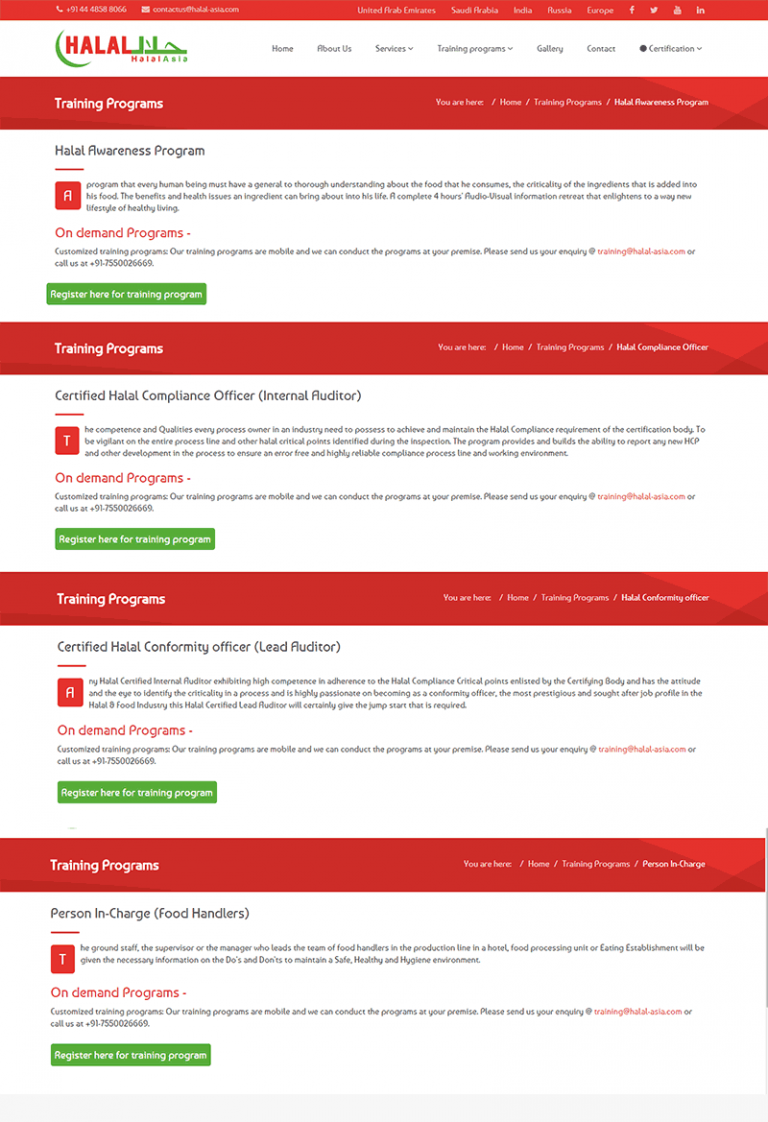 +91 44 4858 8066 contactus@halal-asia.com United Arab Emirates Saudi Arabia India Russia Europe
HALAL حلال
HalalAsia
Home About Us Services Training programs Gallery Contact Certification
Training Programs You are here: / Home / Training Programs / Halal Awareness Program
Halal Awareness Program
A program that every human being must have a general to thorough understanding about the food that he consumes, the criticality of the ingredients that is added into
his food. The benefits and health issues an ingredient can bring about into his life. A complete 4 hours' Audio-Visual information retreat that enlightens to a way new
lifestyle of healthy living.
On demand Programs -
Customized training programs: Our training programs are mobile and we can conduct the programs at your premise. Please send us your enquiry @ training@halal-asia.com or
call us at +91-7550026669.
Register here for training program
Training Programs You are here: / Home / Training Programs / Halal Compliance Officer
Certified Halal Compliance Officer (Internal Auditor)
The competence and Qualities every process owner in an industry need to possess to achieve and maintain the Halal Compliance requirement of the certification body. To
be vigilant on the entire process line and other halal critical points identified during the inspection. The program provides and builds the ability to report any new HCP
and other development in the process to ensure an error free and highly reliable compliance process line and working environment.
On demand Programs -
Customized training programs: Our training programs are mobile and we can conduct the programs at your premise. Please send us your enquiry @ training@halal-asia.com or
call us at +91-7550026669.
Register here for training program
Training Programs You are here: / Home / Training Programs / Halal Conformity officer
Certified Halal Conformity officer (Lead Auditor)
Any Halal Certified Internal Auditor exhibiting high competence in adherence to the Halal Compliance Critical points enlisted by the Certifying Body and has the attitude
and the eye to identify the criticality in a process and is highly passionate on becoming as a conformity officer, the most prestigious and sought after job profile in the
Halal & Food Industry this Halal Certified Lead Auditor will certainly give the jump start that is required.
On demand Programs -
Customized training programs: Our training programs are mobile and we can conduct the programs at your premise. Please send us your enquiry @ training@halal-asia.com or
call us at +91-7550026669.
Register here for training program
Training Programs You are here: / Home / Training Programs / Person In-Charge
Person In-Charge (Food Handlers)
The ground staff, the supervisor or the manager who leads the team of food handlers in the production line in a hotel, food processing unit or Eating Establishment will be
given the necessary information on the Do's and Don'ts to maintain a Safe, Healthy and Hygiene environment.
On demand Programs -
Customized training programs: Our training programs are mobile and we can conduct the programs at your premise. Please send us your enquiry @ training@halal-asia.com or
call us at +91-7550026669.
Register here for training program